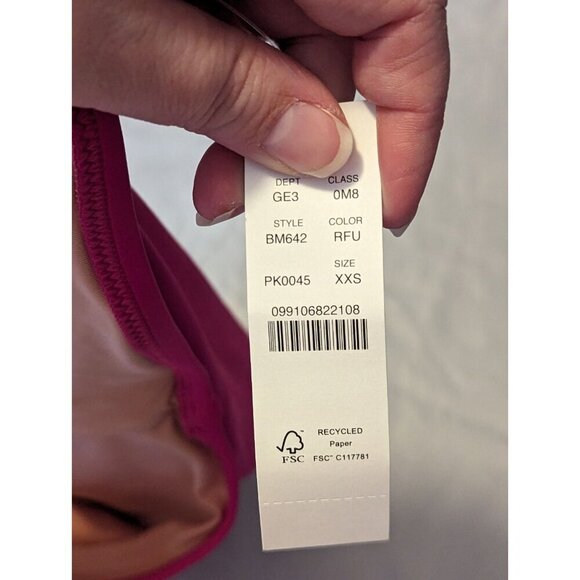 DEPT CLASS
GE3 0M8
STYLE COLOR
BM642 RFU
SIZE
PK0045 XXS
099106822108
RECYCLED
Paper
FSC FSC™ C117781